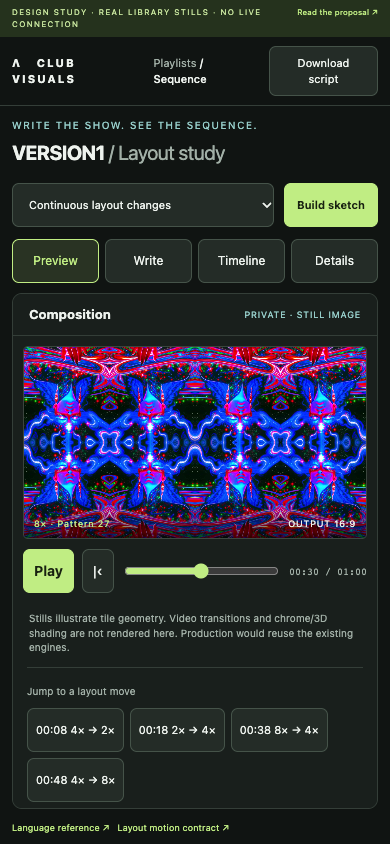 DESIGN STUDY · REAL LIBRARY STILLS · NO LIVE
CONNECTION
Read the proposal ↗
Λ CLUB
VISUALS
Playlists /
Sequence
Download
script
WRITE THE SHOW. SEE THE SEQUENCE.
VERSION1 / Layout study
Continuous layout changes
Build sketch
Preview
Write
Timeline
Details
Composition
PRIVATE · STILL IMAGE
8× · Pattern 27
OUTPUT 16:9
Play
|‹
00:30 / 01:00
Stills illustrate tile geometry. Video transitions and chrome/3D
shading are not rendered here. Production would reuse the existing
engines.
Jump to a layout move
00:08 4× → 2×
00:18 2× → 4×
00:38 8× → 4×
00:48 4× → 8×
Language reference ↗ Layout motion contract ↗